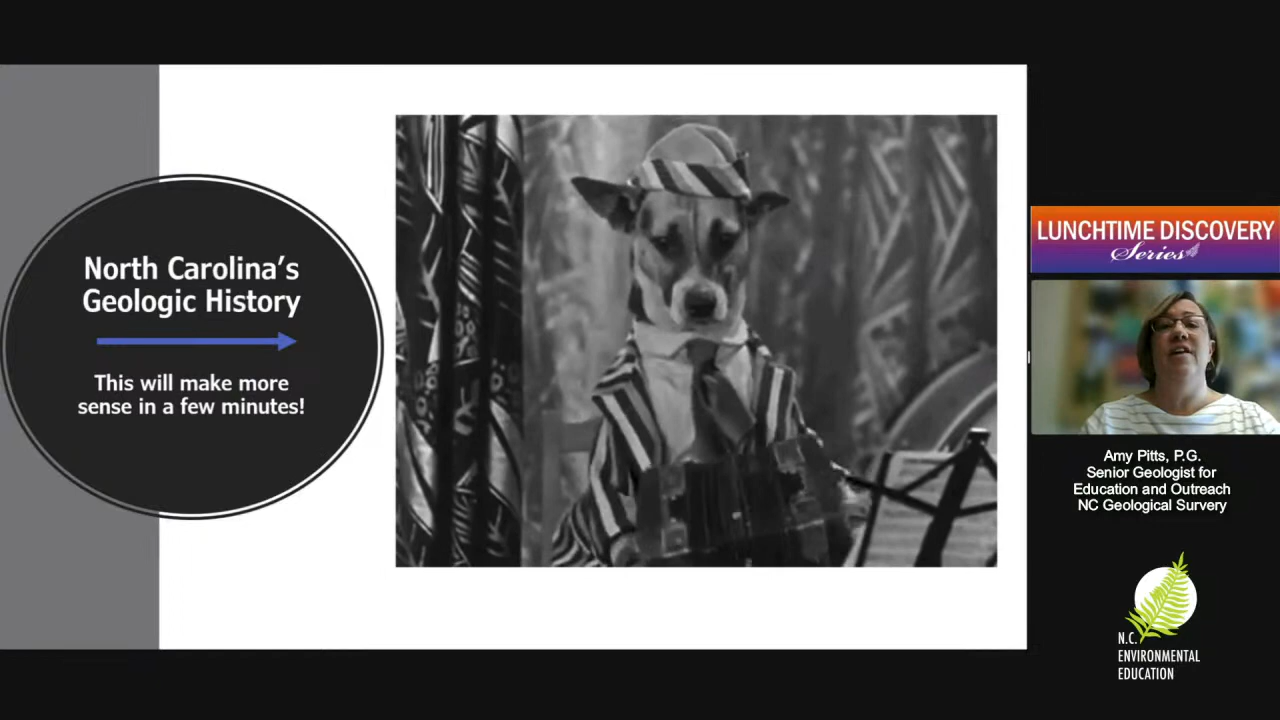 North Carolina's
Geologic History
This will make more
sense in a few minutes!
LUNCHTIME DISCOVERY
Series
Amy Pitts, P.G.
Senior Geologist for
Education and Outreach
NC Geological Survery
N.C.
ENVIRONMENTAL
EDUCATION